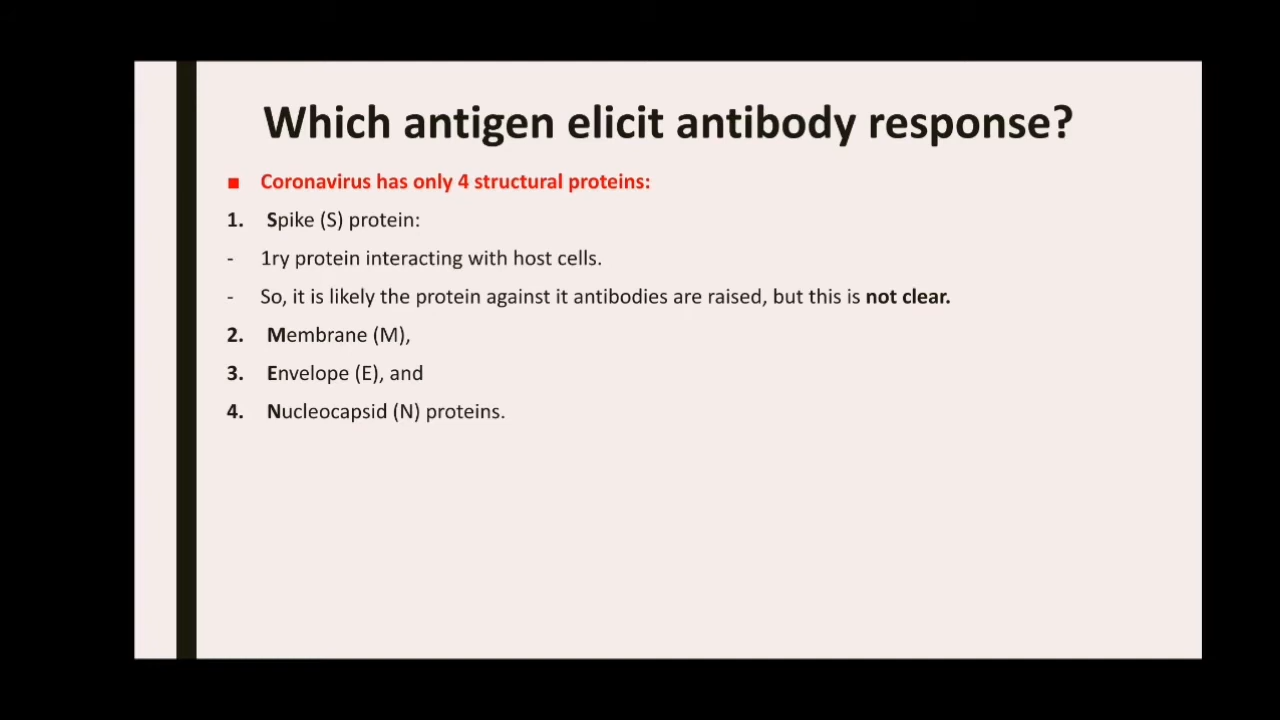 Which antigen elicit antibody response?
▪ Coronavirus has only 4 structural proteins:
1. Spike (S) protein:
- 1ry protein interacting with host cells.
- So, it is likely the protein against it antibodies are raised, but this is not clear.
2. Membrane (M),
3. Envelope (E), and
4. Nucleocapsid (N) proteins.